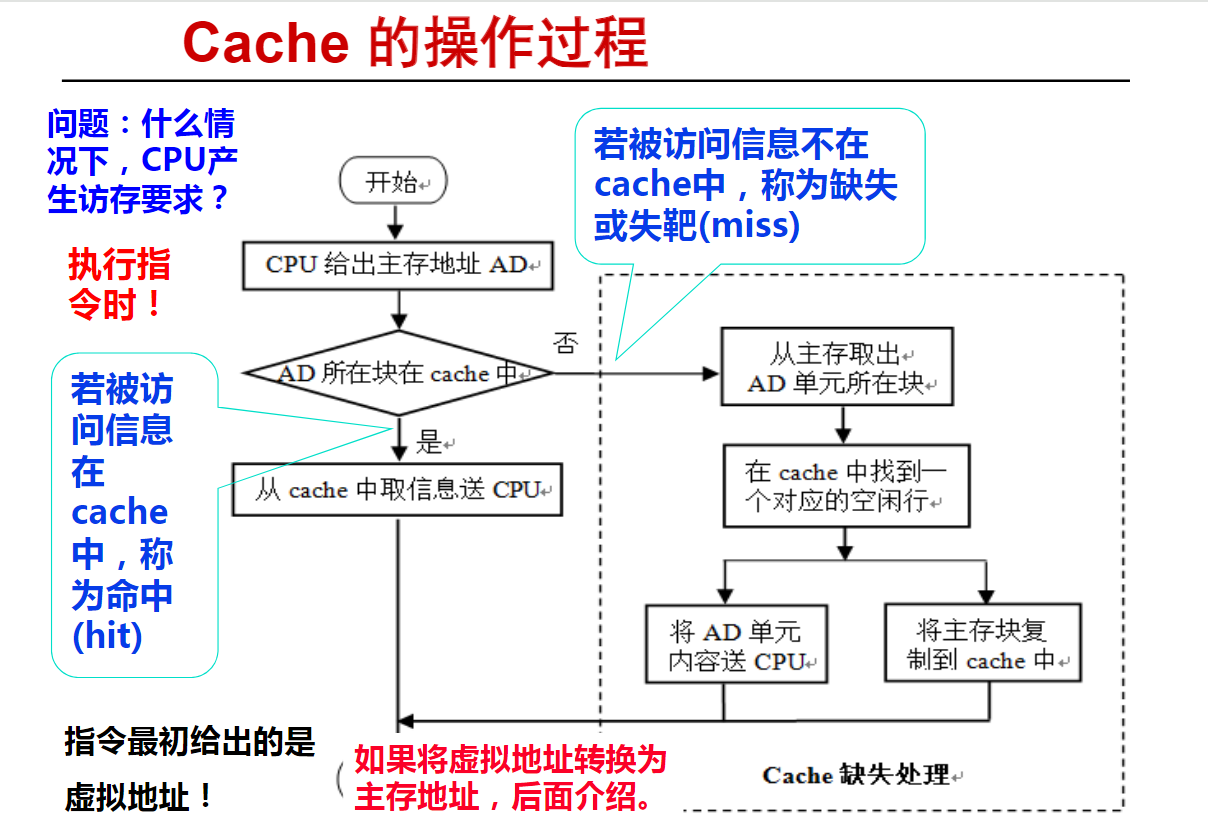 Cache 的操作过程
问题：什么情
况下，CPU产
生访存要求？
执行指
令时！
若被访问信息不在
cache中，称为缺失
或失靶(miss)
开始
CPU 给出主存地址 AD
AD 所在块在 cache 中
否
是
从 cache 中取信息送 CPU
若被访
问信息
在
cache
中，称
为命中
(hit)
从主存取出
AD 单元所在块
在 cache 中找到一
个对应的空闲行
将 AD 单元
内容送 CPU
将主存块复
制到 cache 中
Cache 缺失处理
指令最初给出的是
虚拟地址！
如果将虚拟地址转换为
主存地址，后面介绍。